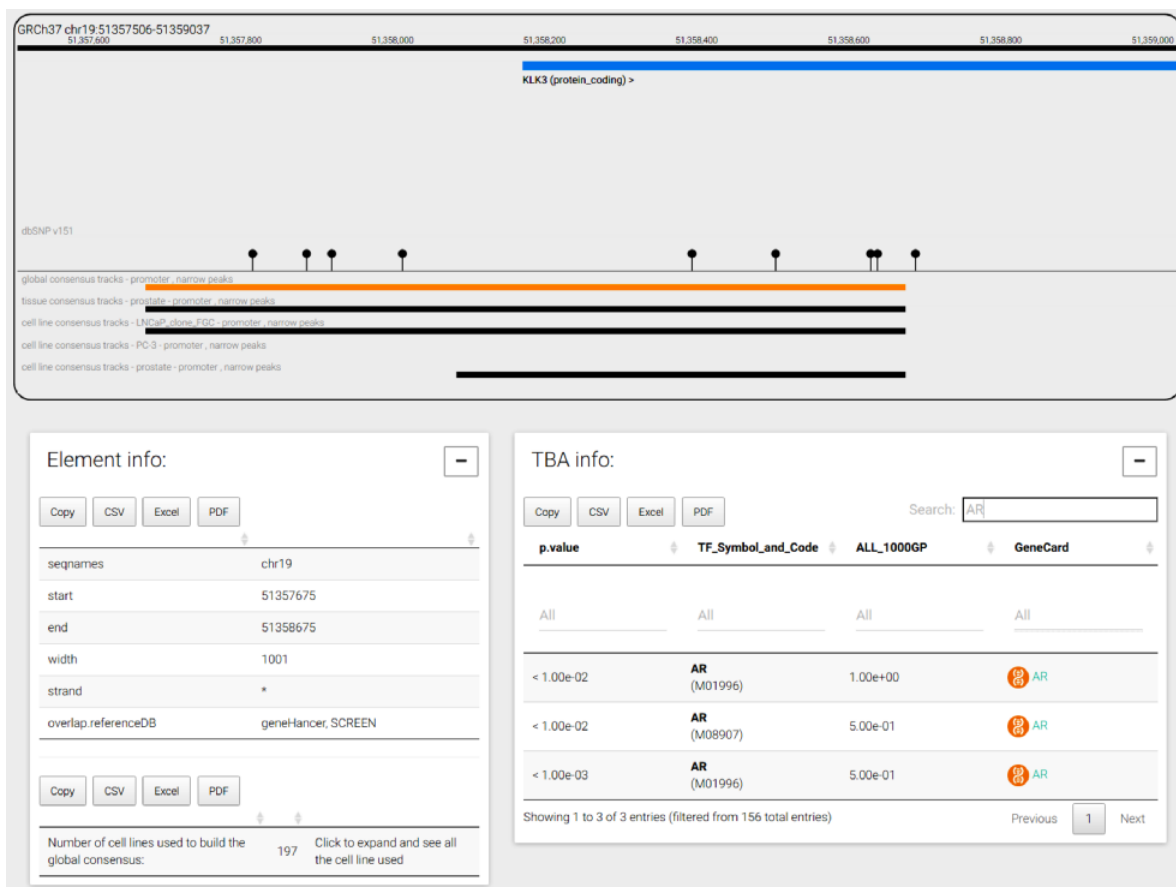 GRCh37 chr19:51357506-51359037
51,357,600 51,357,800 51,358,000 51,358,200 51,358,400 51,358,600 51,358,800 51,359,000
KLK3 (protein_coding) >
dbSNP v151
global consensus tracks - promoter , narrow peaks
tissue consensus tracks - prostate - promoter , narrow peaks
cell line consensus tracks - LNCaP_clone_FGC - promoter , narrow peaks
cell line consensus tracks - PC-3 - promoter , narrow peaks
cell line consensus tracks - prostate - promoter , narrow peaks
Element info:
-
Copy CSV Excel PDF
seqnames chr19
start 51357675
end 51358675
width 1001
strand *
overlap.referenceDB geneHancer, SCREEN
Copy CSV Excel PDF
Number of cell lines used to build the
global consensus:
197
Click to expand and see all
the cell line used
TBA info:
-
Copy CSV Excel PDF
Search: AR
p.value TF_Symbol_and_Code ALL_1000GP GeneCard
All All All All
< 1.00e-02 AR (M01996) 1.00e+00 AR
< 1.00e-02 AR (M08907) 5.00e-01 AR
< 1.00e-03 AR (M01996) 5.00e-01 AR
Showing 1 to 3 of 3 entries (filtered from 156 total entries)
Previous 1 Next